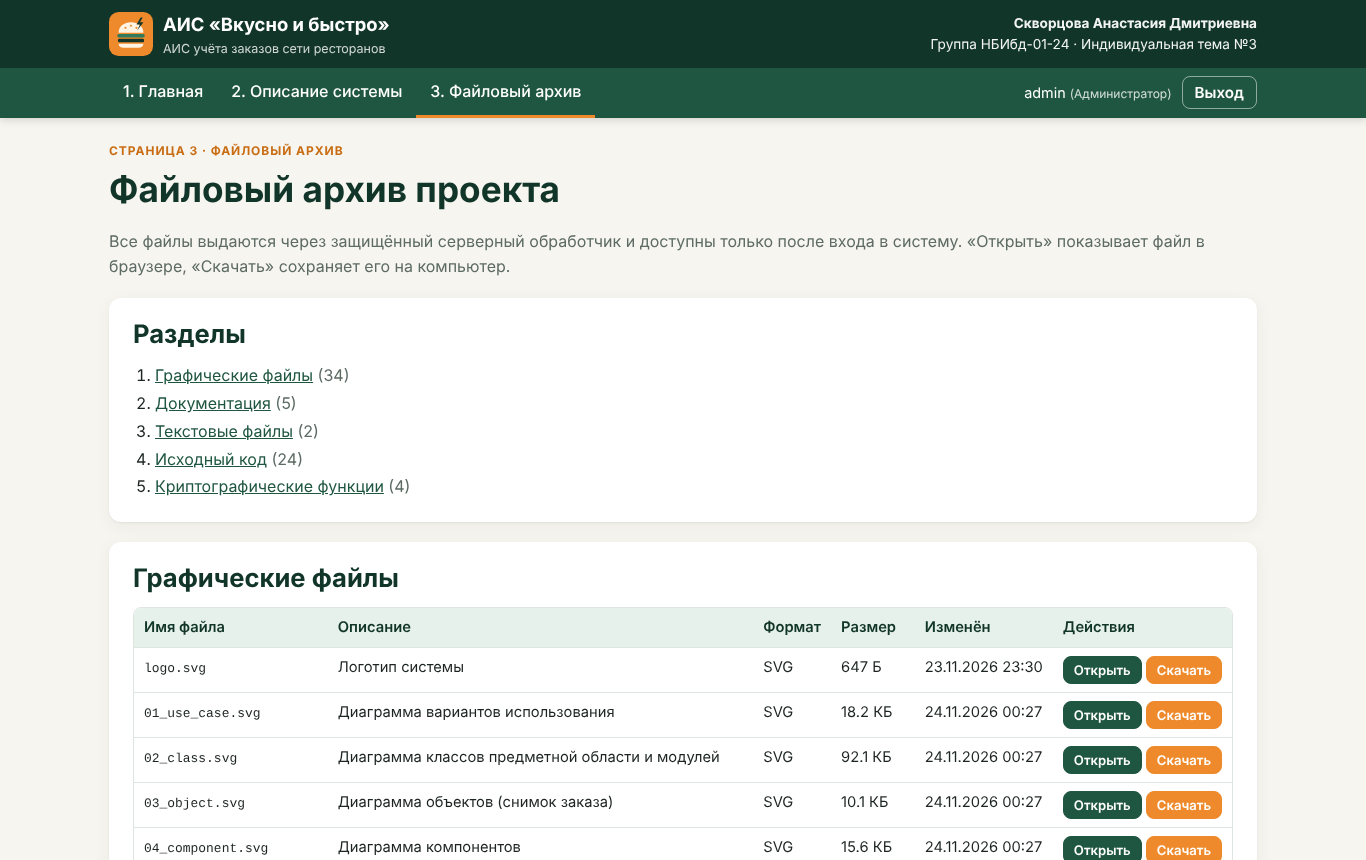 АИС «Вкусно и быстро»
АИС учёта заказов сети ресторанов
Скворцова Анастасия Дмитриевна
Группа НБИбд-01-24 · Индивидуальная тема №3
1. Главная 2. Описание системы 3. Файловый архив admin (Администратор) Выход
СТРАНИЦА 3 · ФАЙЛОВЫЙ АРХИВ
Файловый архив проекта
Все файлы выдаются через защищённый серверный обработчик и доступны только после входа в систему. «Открыть» показывает файл в
браузере, «Скачать» сохраняет его на компьютер.
Разделы
1. Графические файлы (34)
2. Документация (5)
3. Текстовые файлы (2)
4. Исходный код (24)
5. Криптографические функции (4)
Графические файлы
Имя файла Описание Формат Размер Изменён Действия
logo.svg Логотип системы SVG 647 Б 23.11.2026 23:30 Открыть Скачать
01_use_case.svg Диаграмма вариантов использования SVG 18.2 КБ 24.11.2026 00:27 Открыть Скачать
02_class.svg Диаграмма классов предметной области и модулей SVG 92.1 КБ 24.11.2026 00:27 Открыть Скачать
03_object.svg Диаграмма объектов (снимок заказа) SVG 10.1 КБ 24.11.2026 00:27 Открыть Скачать
04_component.svg Диаграмма компонентов SVG 15.6 КБ 24.11.2026 00:27 Открыть Скачать